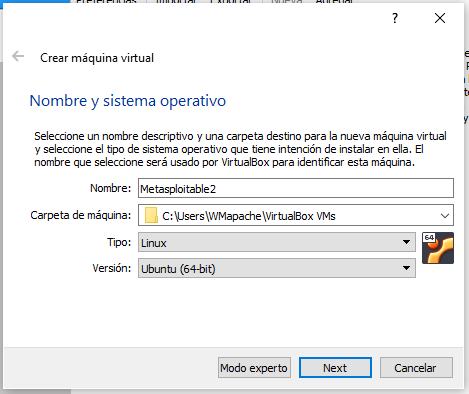 Preferencias Importar Exportar Nueva Agregar
Crear máquina virtual
Nombre y sistema operativo
Seleccione un nombre descriptivo y una carpeta destino para la nueva máquina virtual
y seleccione el tipo de sistema operativo que tiene intención de instalar en ella. El
nombre que seleccione será usado por VirtualBox para identificar esta máquina.
Nombre: Metasploitable2
Carpeta de máquina: C:\Users\WMapache\VirtualBox VMs
Tipo: Linux
64
Versión: Ubuntu (64-bit)
Modo experto Next Cancelar